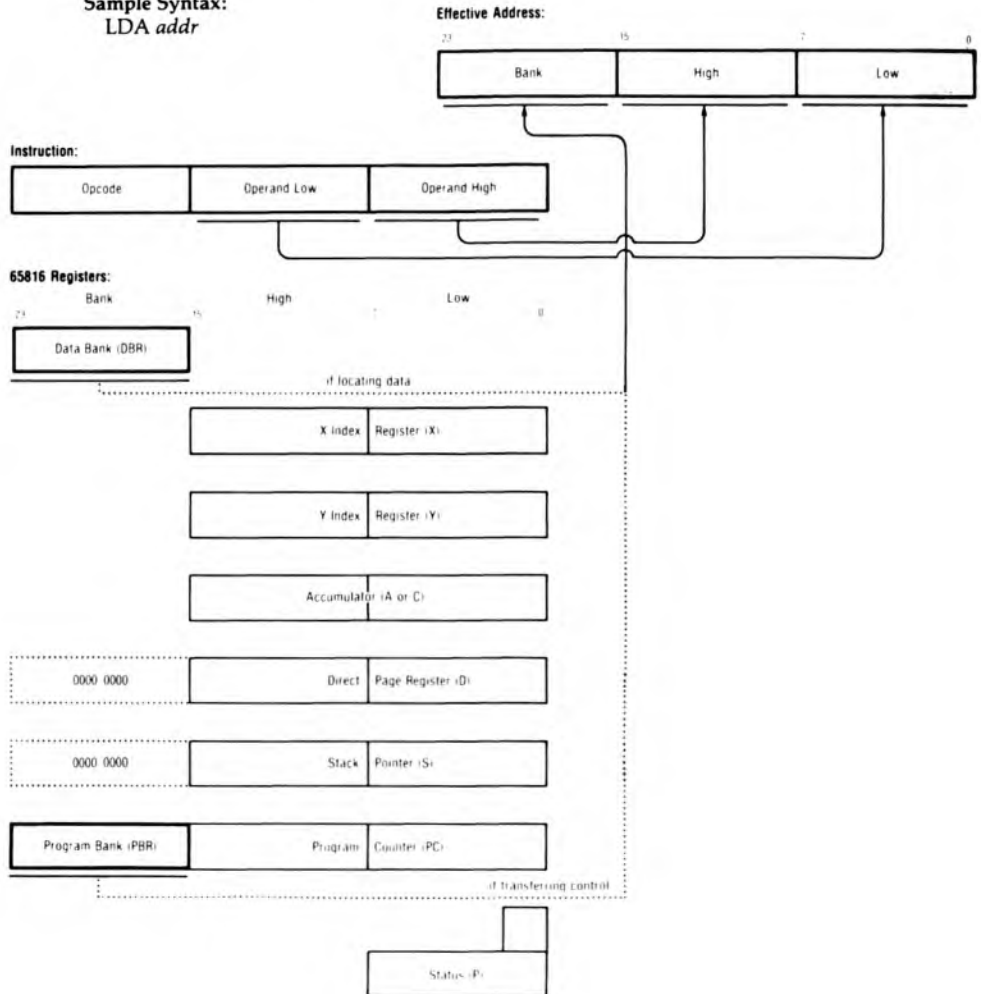 Sample Syntax:
LDA addr
Effective Address:
23 15 7 0
Bank High Low
Instruction:
Opcode Operand Low Operand High
65816 Registers:
Bank High Low
23 15 7 0
Data Bank (DBR)
if locating data
X Index Register (X)
Y Index Register (Y)
Accumulator (A or C)
0000 0000 Direct Page Register (D)
0000 0000 Stack Pointer (S)
Program Bank (PBR) Program Counter (PC)
if transferring control
Status (P)